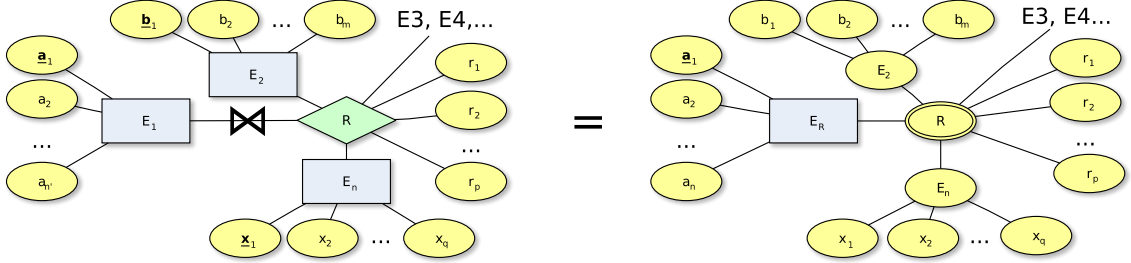 b1 b2 ... bm E3, E4,...
a1 E2 r1
a2 E1 R r2
... ...
an' En rp
x1 x2 ... xq
=
b1 b2 ... bm E3, E4...
a1 E2 r1
a2 ER R r2
... ...
an En rp
x1 x2 ... xq